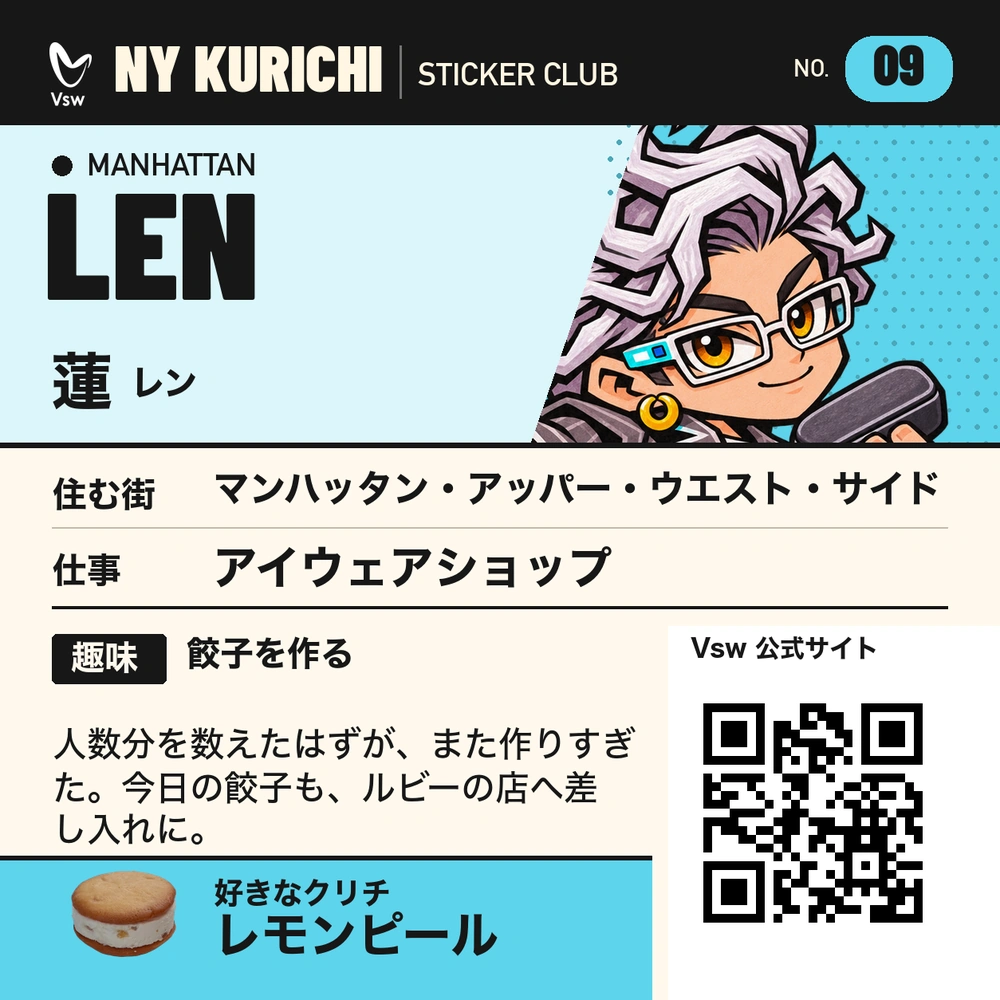 Vsw
NY KURICHI STICKER CLUB NO. 09
MANHATTAN
LEN
蓮 レン
住む街 マンハッタン・アッパー・ウエスト・サイド
仕事 アイウェアショップ
趣味 餃子を作る
Vsw 公式サイト
人数分を数えたはずが、また作りすぎ
た。今日の餃子も、ルビーの店へ差
し入れに。
好きなクリチ
レモンピール